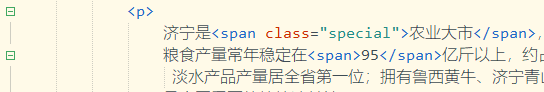 <p>
济宁是<span class="special">农业大市</span>，
粮食产量常年稳定在<span>95</span>亿斤以上，约
淡水产品产量居全省第一位；拥有鲁西黄牛、济宁青